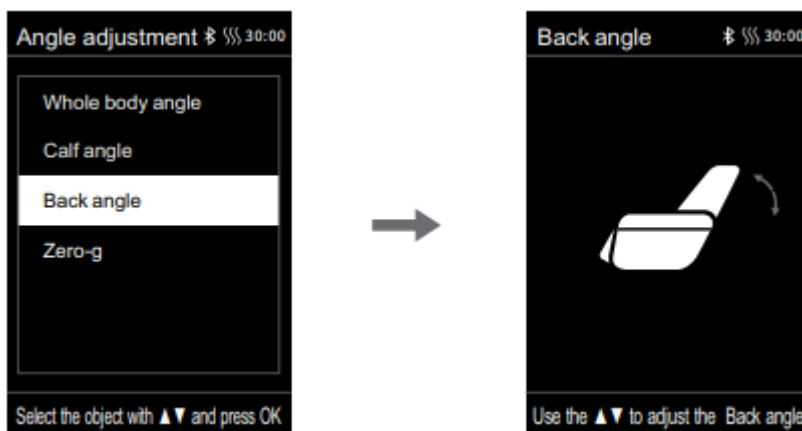 Angle adjustment 30:00
Whole body angle
Calf angle
Back angle
Zero-g
Select the object with ▲▼ and press OK
Back angle 30:00
Use the ▲▼ to adjust the Back angle